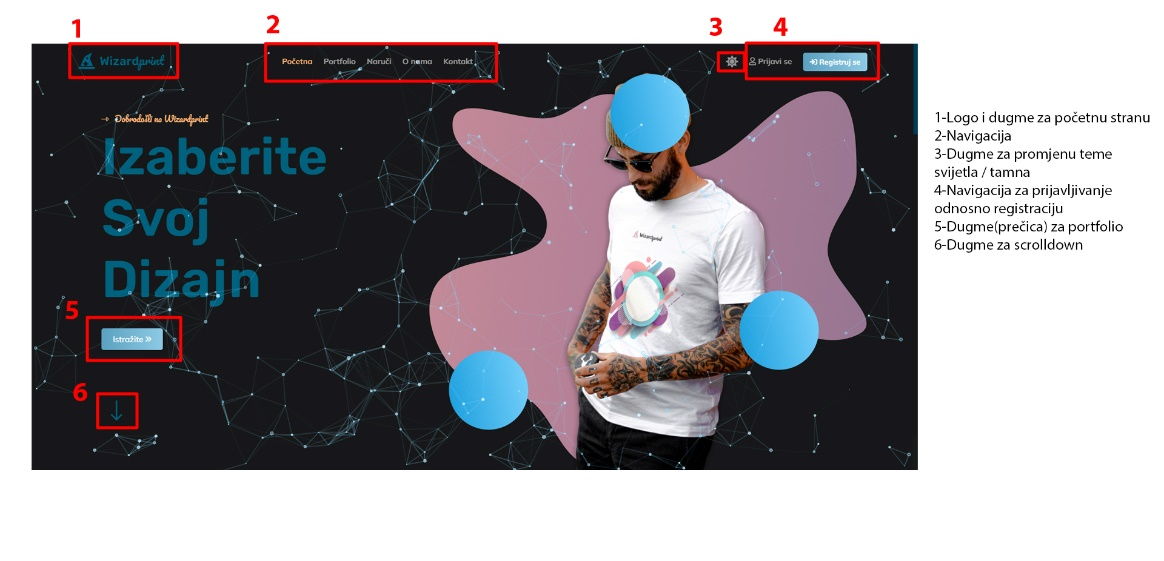 1
2
3
4
Wizardprint
Početna Portfolio Naruči O nama Kontakt
Prijavi se
Registruj se
Dobrodošli na Wizardprint
Izaberite
Svoj
Dizajn
5
Istražite »
6
Wizardprint
1-Logo i dugme za početnu stranu
2-Navigacija
3-Dugme za promjenu teme
svijetla / tamna
4-Navigacija za prijavljivanje
odnosno registraciju
5-Dugme(prečica) za portfolio
6-Dugme za scrolldown